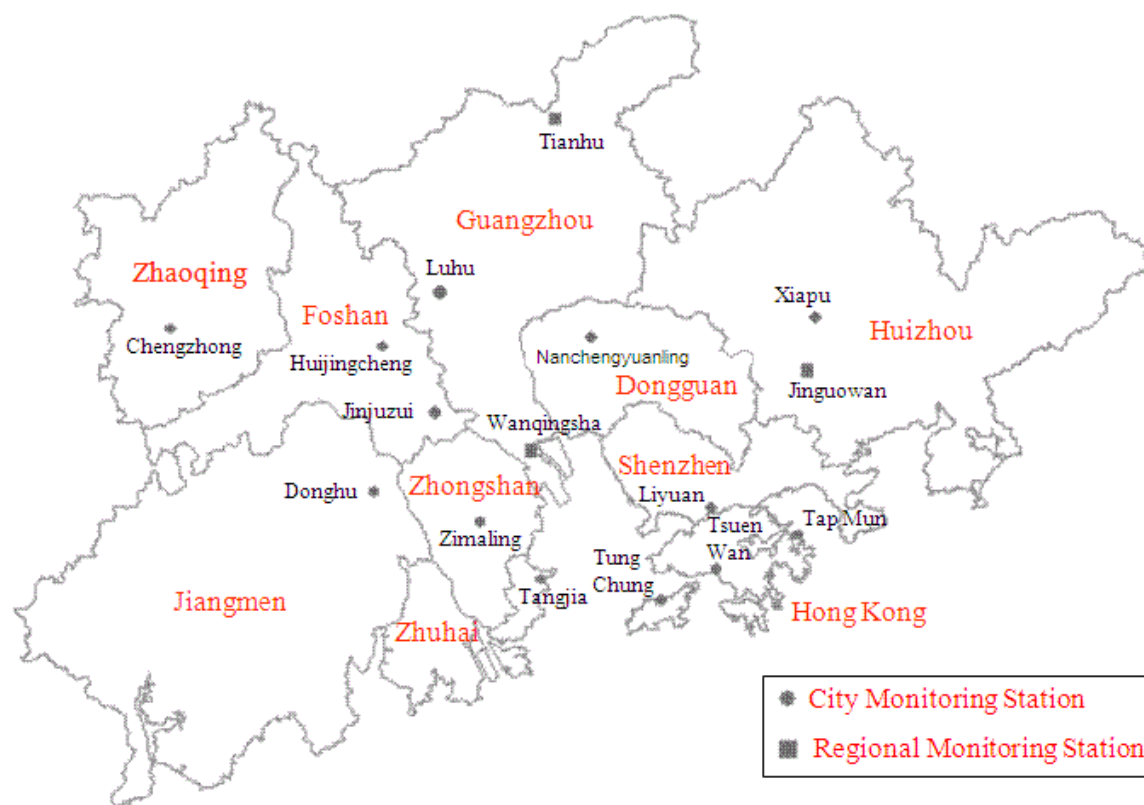 Tianhu
Guangzhou
Luhu
Zhaoqing
Chengzhong
Foshan
Huijingcheng
Xiapu
Huizhou
Nanchengyuanling
Dongguan
Jinguowan
Jinjuzui
Wanqingsha
Shenzhen
Liyuan
Donghu
Zhongshan
Zimaling
Tsuen
Wan
Tap Mun
Tung
Chung
Tangjia
Jiangmen
Hong Kong
Zhuhai
City Monitoring Station
Regional Monitoring Station